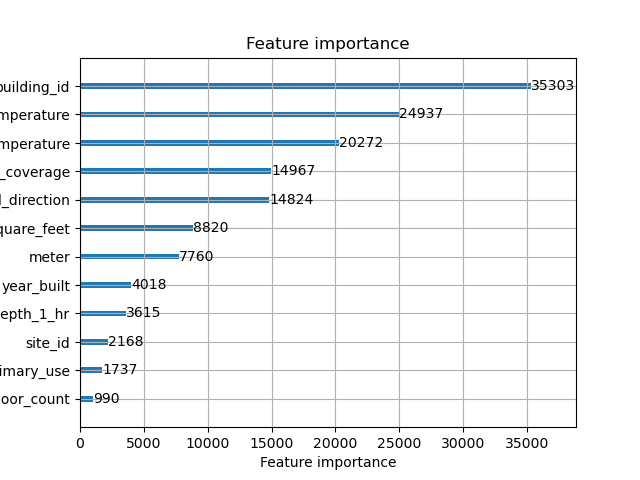 Feature importance
building_id 35303
mperature 24937
mperature 20272
_coverage 14967
l_direction 14824
quare_feet 8820
meter 7760
year_built 4018
epth_1_hr 3615
site_id 2168
imary_use 1737
oor_count 990
0 5000 10000 15000 20000 25000 30000 35000
Feature importance